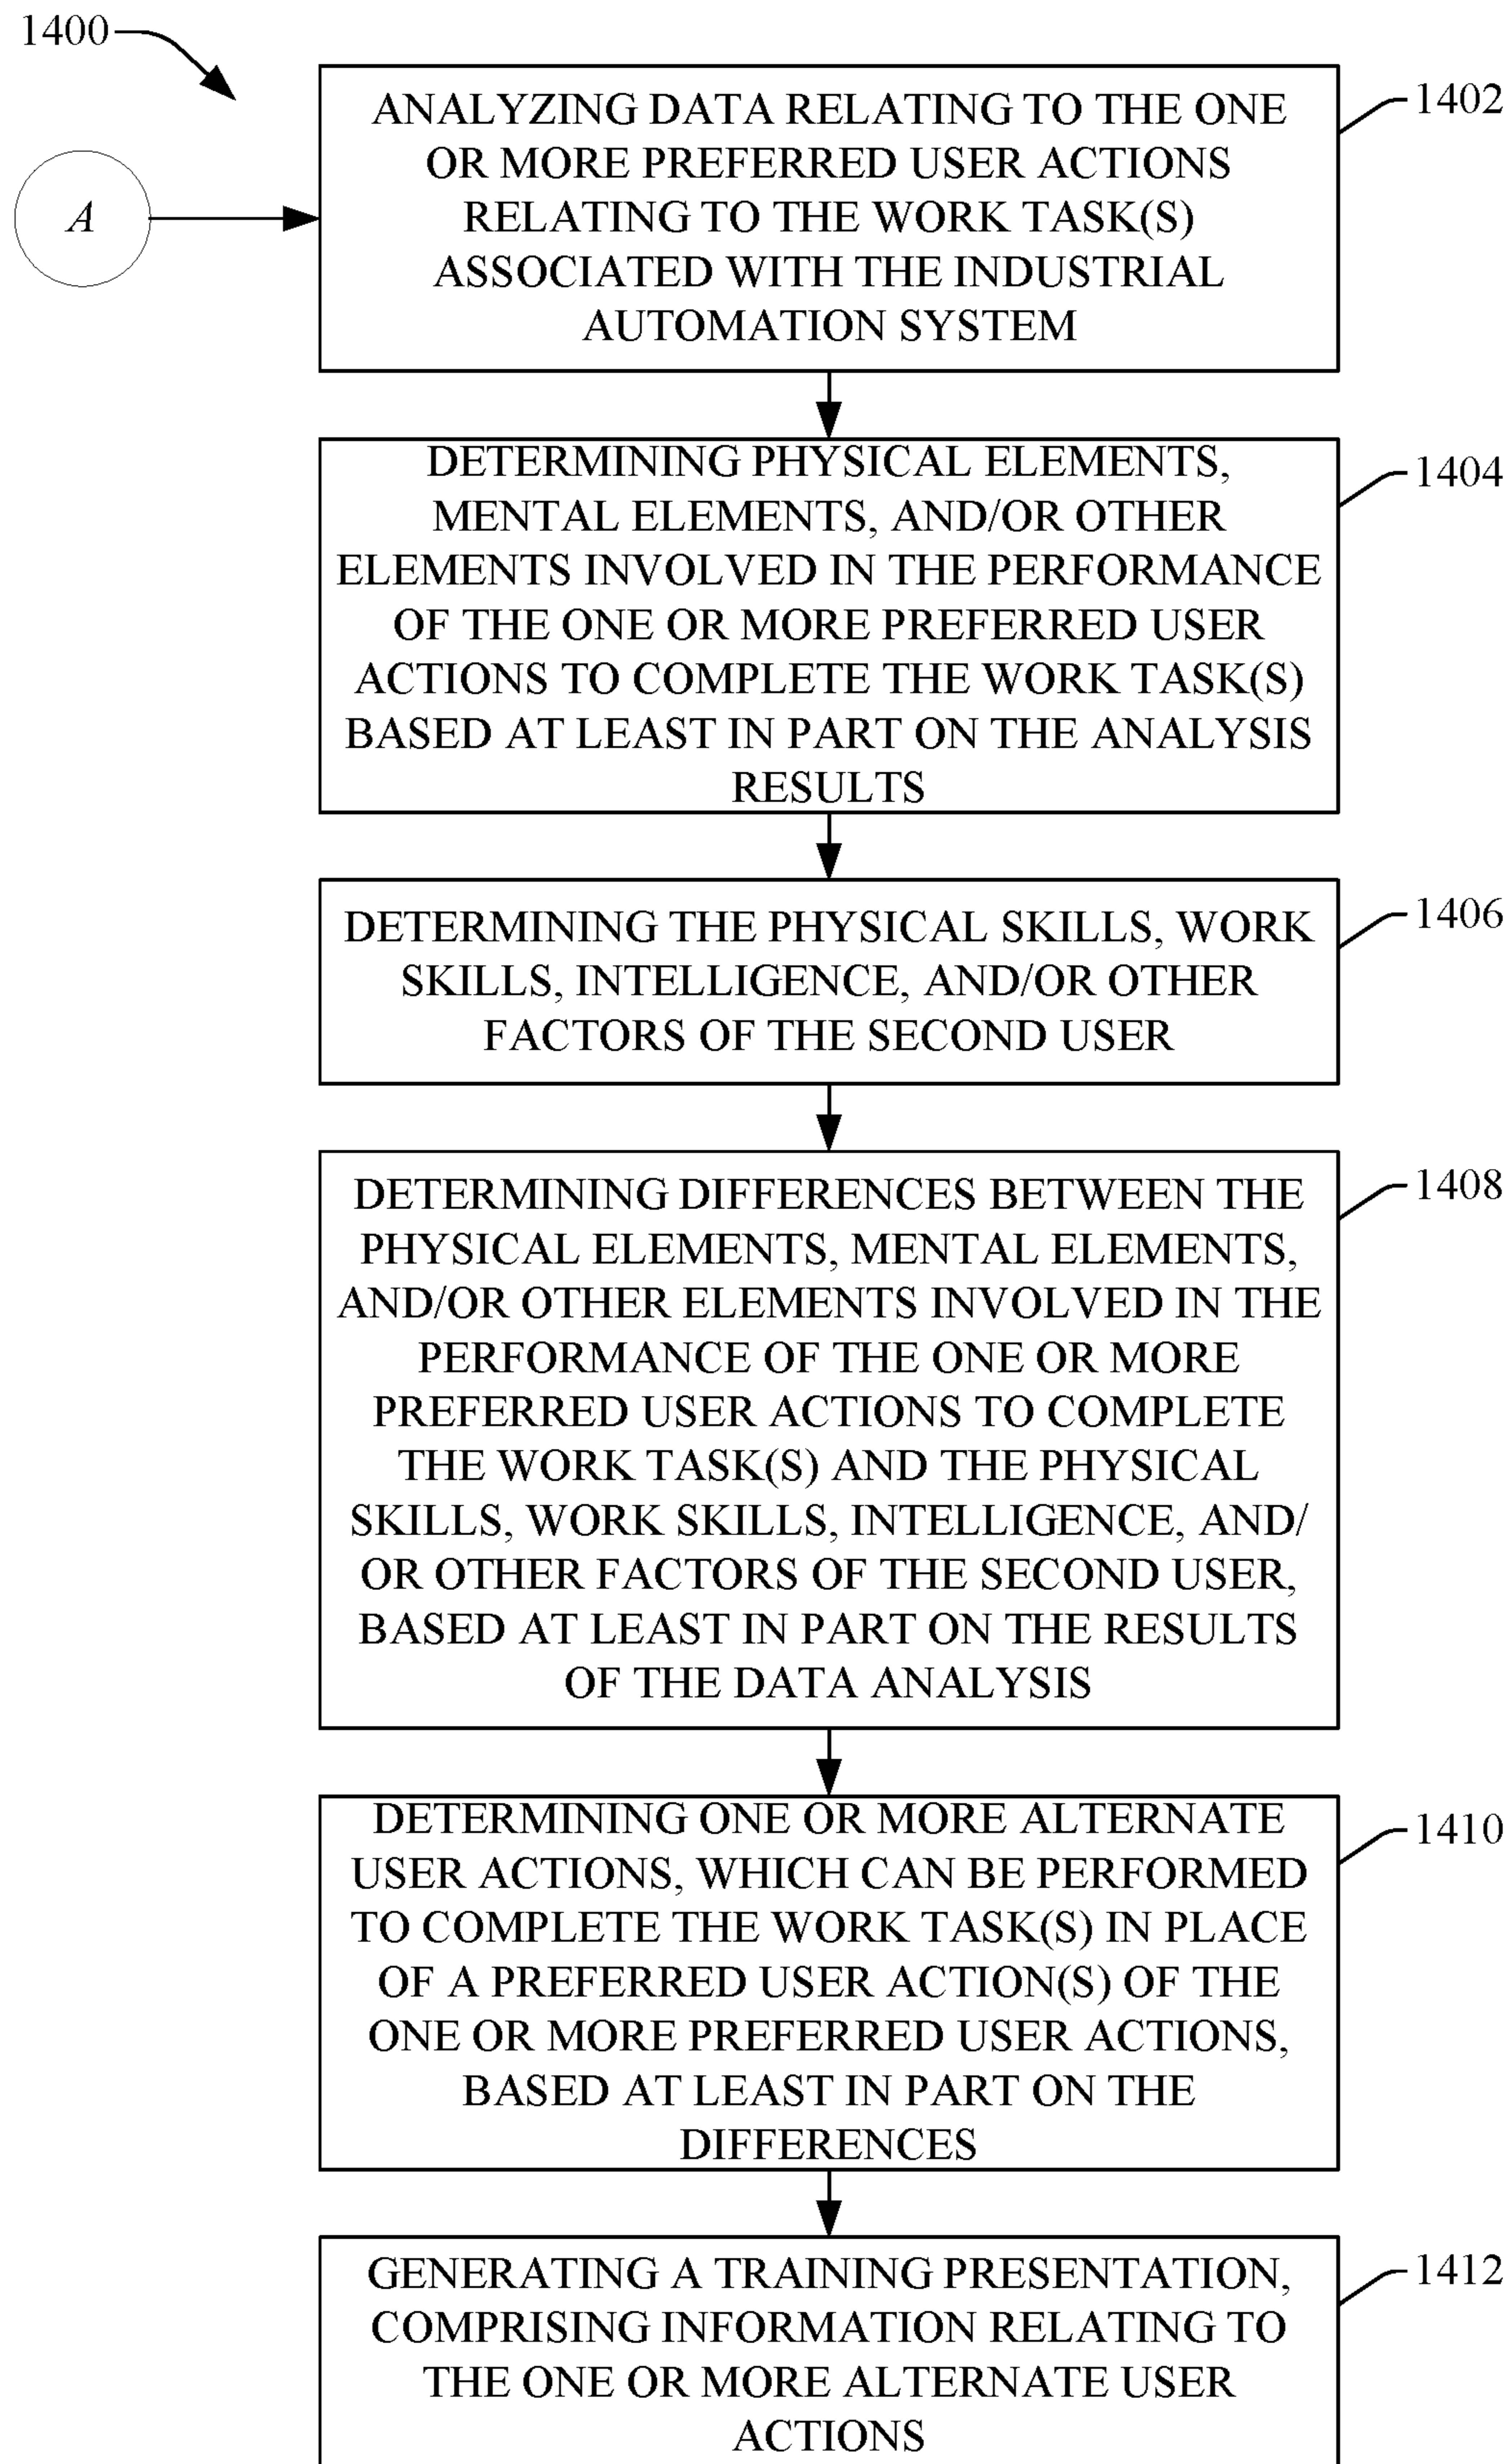 1400
A
ANALYZING DATA RELATING TO THE ONE
OR MORE PREFERRED USER ACTIONS
RELATING TO THE WORK TASK(S)
ASSOCIATED WITH THE INDUSTRIAL
AUTOMATION SYSTEM
1402
DETERMINING PHYSICAL ELEMENTS,
MENTAL ELEMENTS, AND/OR OTHER
ELEMENTS INVOLVED IN THE PERFORMANCE
OF THE ONE OR MORE PREFERRED USER
ACTIONS TO COMPLETE THE WORK TASK(S)
BASED AT LEAST IN PART ON THE ANALYSIS
RESULTS
1404
DETERMINING THE PHYSICAL SKILLS, WORK
SKILLS, INTELLIGENCE, AND/OR OTHER
FACTORS OF THE SECOND USER
1406
DETERMINING DIFFERENCES BETWEEN THE
PHYSICAL ELEMENTS, MENTAL ELEMENTS,
AND/OR OTHER ELEMENTS INVOLVED IN THE
PERFORMANCE OF THE ONE OR MORE
PREFERRED USER ACTIONS TO COMPLETE
THE WORK TASK(S) AND THE PHYSICAL
SKILLS, WORK SKILLS, INTELLIGENCE, AND/
OR OTHER FACTORS OF THE SECOND USER,
BASED AT LEAST IN PART ON THE RESULTS
OF THE DATA ANALYSIS
1408
DETERMINING ONE OR MORE ALTERNATE
USER ACTIONS, WHICH CAN BE PERFORMED
TO COMPLETE THE WORK TASK(S) IN PLACE
OF A PREFERRED USER ACTION(S) OF THE
ONE OR MORE PREFERRED USER ACTIONS,
BASED AT LEAST IN PART ON THE
DIFFERENCES
1410
GENERATING A TRAINING PRESENTATION,
COMPRISING INFORMATION RELATING TO
THE ONE OR MORE ALTERNATE USER
ACTIONS
1412